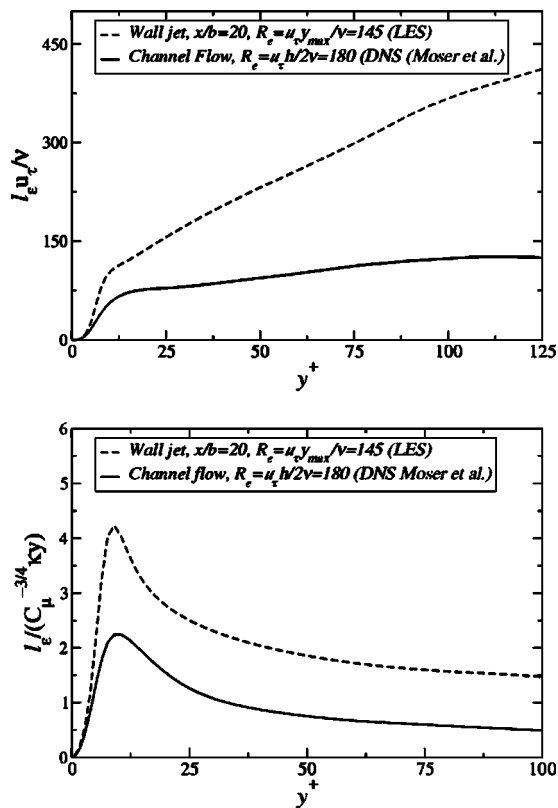 450
Wall jet, x/b=20, R_e=u_τ y_max/ν=145 (LES)
Channel Flow, R_e=u_τ h/2ν=180 (DNS (Moser et al.)
300
150
0
l_ε u_τ/ν
0 25 50 75 100 125
y^+
6
Wall jet, x/b=20, R_e=u_τ y_max/ν=145 (LES)
Channel flow, R_e=u_τ h/2ν=180 (DNS Moser et al.)
5
4
3
2
1
0
l_ε/(C_μ^{-3/4} κy)
0 25 50 75 100
y^+